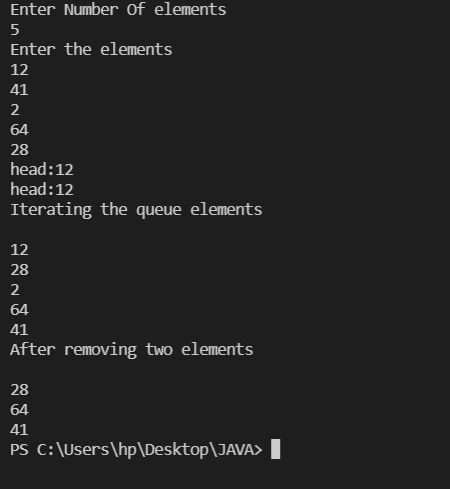 Enter Number Of elements
5
Enter the elements
12
41
2
64
28
head:12
head:12
Iterating the queue elements
12
28
2
64
41
After removing two elements
28
64
41
PS C:\Users\hp\Desktop\JAVA>